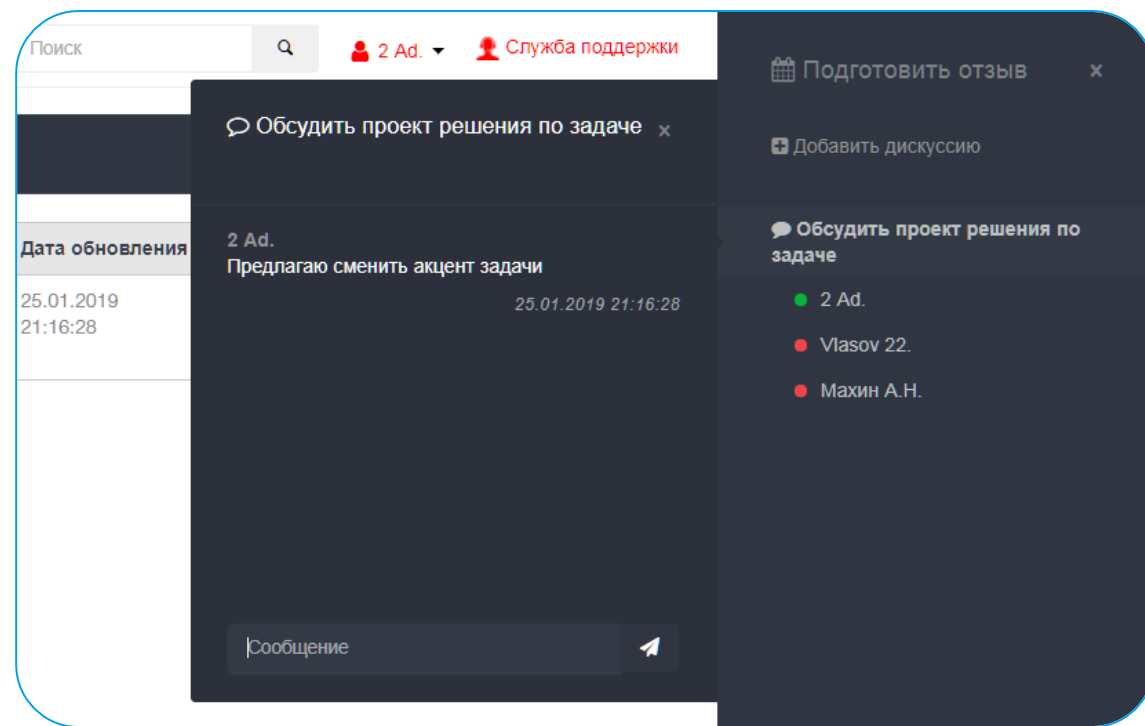 Поиск
2 Ad.
Служба поддержки
Дата обновления
25.01.2019
21:16:28
Обсудить проект решения по задаче ×
2 Ad.
Предлагаю сменить акцент задачи
25.01.2019 21:16:28
Сообщение
Подготовить отзыв ×
Добавить дискуссию
Обсудить проект решения по
задаче
2 Ad.
Vlasov 22.
Махин А.Н.